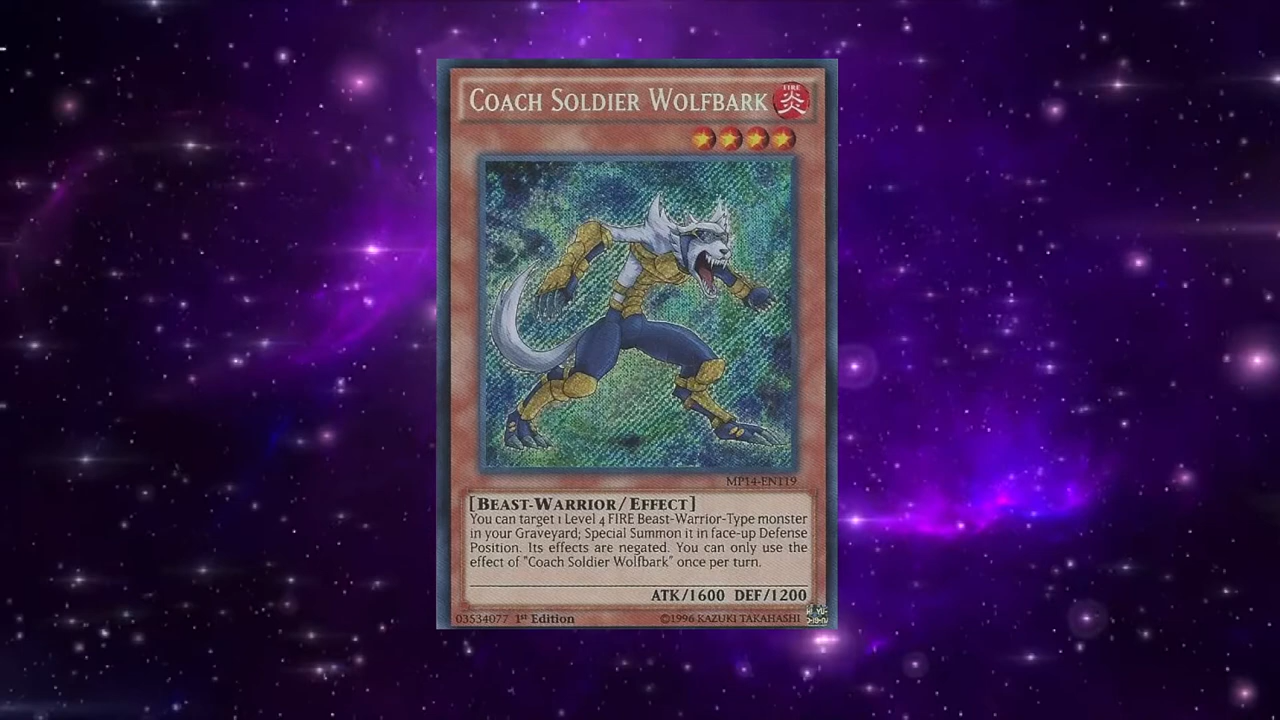 COACH SOLDIER WOLFBARK
FIRE
炎
MP14-EN119
[BEAST-WARRIOR/EFFECT]
You can target 1 Level 4 FIRE Beast-Warrior-Type monster
in your Graveyard; Special Summon it in face-up Defense
Position. Its effects are negated. You can only use the
effect of "Coach Soldier Wolfbark" once per turn.
ATK/1600 DEF/1200
03534077 1st Edition
©1996 KAZUKI TAKAHASHI